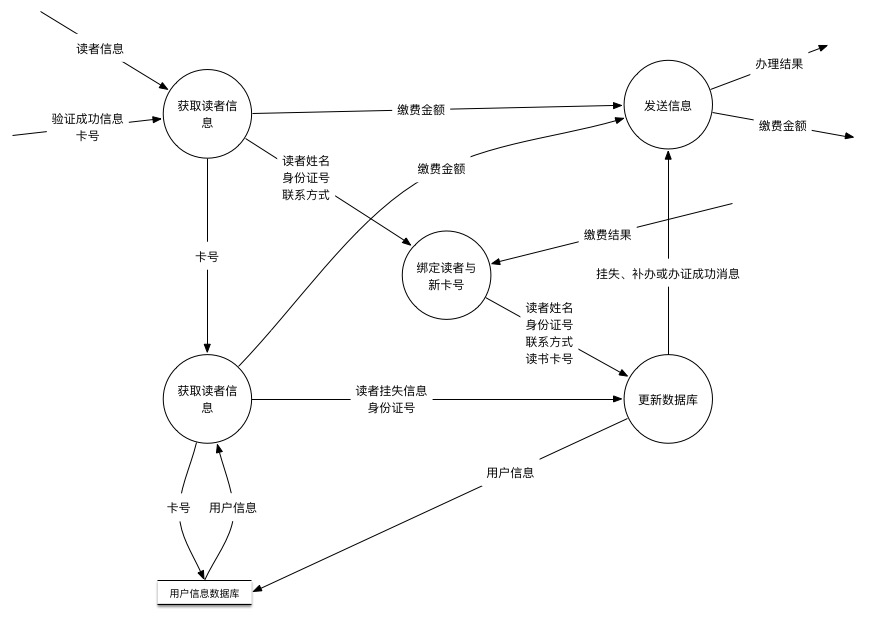 读者信息
办理结果
获取读者信
息
发送信息
缴费金额
验证成功信息
卡号
缴费金额
读者姓名
身份证号
联系方式
缴费金额
缴费结果
卡号
绑定读者与
新卡号
挂失、补办或办证成功消息
读者姓名
身份证号
联系方式
读书卡号
获取读者信
息
读者挂失信息
身份证号
更新数据库
用户信息
卡号
用户信息
用户信息数据库